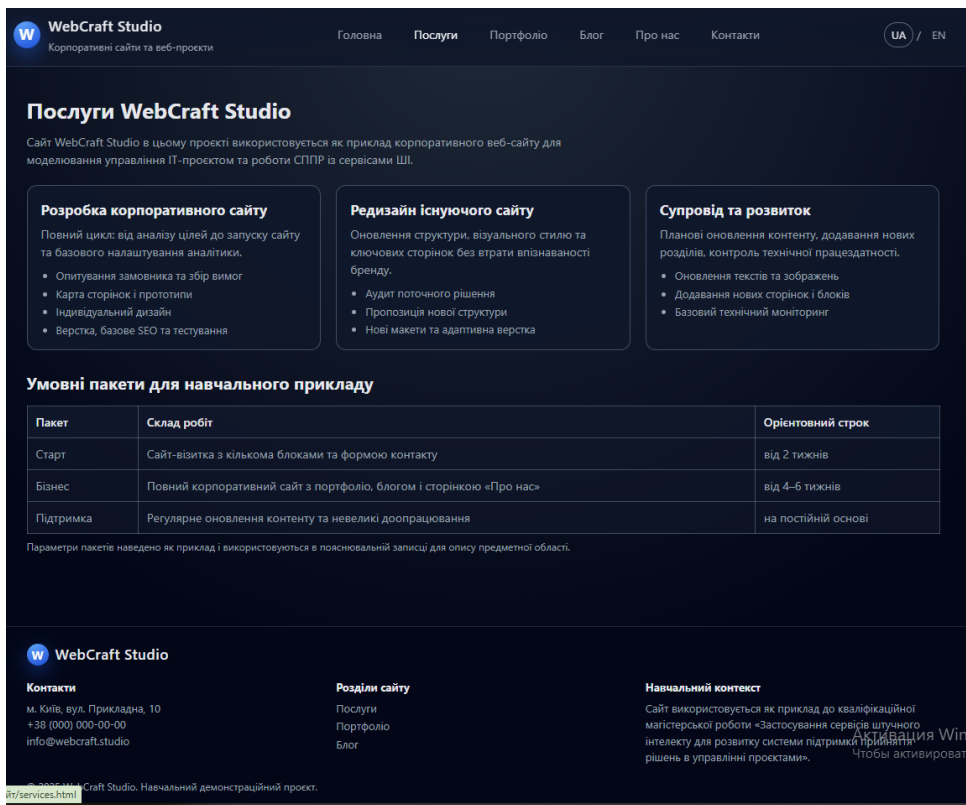 W
WebCraft Studio
Корпоративні сайти та веб-проєкти
Головна Послуги Портфоліо Блог Про нас Контакти UA / EN
Послуги WebCraft Studio
Сайт WebCraft Studio в цьому проєкті використовується як приклад корпоративного веб-сайту для
моделювання управління ІТ-проєктом та роботи СППР із сервісами ШІ.
Розробка корпоративного сайту
Повний цикл: від аналізу цілей до запуску сайту
та базового налаштування аналітики.
• Опитування замовника та збір вимог
• Карта сторінок і прототипи
• Індивідуальний дизайн
• Верстка, базове SEO та тестування
Редизайн існуючого сайту
Оновлення структури, візуального стилю та
ключових сторінок без втрати впізнаваності
бренду.
• Аудит поточного рішення
• Пропозиція нової структури
• Нові макети та адаптивна верстка
Супровід та розвиток
Планові оновлення контенту, додавання нових
розділів, контроль технічної працездатності.
• Оновлення текстів та зображень
• Додавання нових сторінок і блоків
• Базовий технічний моніторинг
Умовні пакети для навчального прикладу
Пакет Склад робіт Орієнтовний строк
Старт Сайт-візитка з кількома блоками та формою контакту від 2 тижнів
Бізнес Повний корпоративний сайт з портфоліо, блогом і сторінкою «Про нас» від 4–6 тижнів
Підтримка Регулярне оновлення контенту та невеликі доопрацювання на постійній основі
Параметри пакетів наведено як приклад і використовуються в пояснювальній записці для опису предметної області.
W WebCraft Studio
Контакти
м. Київ, вул. Прикладна, 10
+38 (000) 000-00-00
info@webcraft.studio
Розділи сайту
Послуги
Портфоліо
Блог
Навчальний контекст
Сайт використовується як приклад до кваліфікаційної
магістерської роботи «Застосування сервісів штучного
інтелекту для розвитку системи підтримки прийняття
рішень в управлінні проєктами».
Активация Win
Чтобы активироват
© 2025 WebCraft Studio. Навчальний демонстраційний проєкт.
йт/services.html